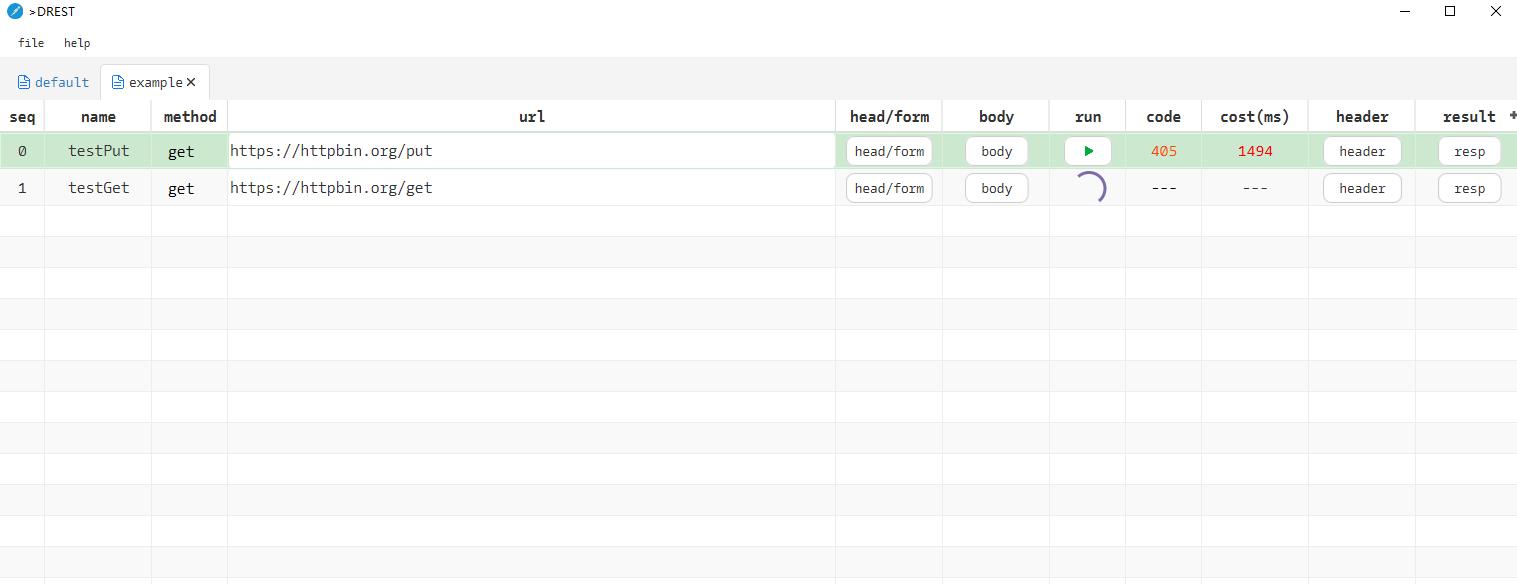 >DREST
file help
default example
seq name method url head/form body run code cost(ms) header result +
0 testPut get https://httpbin.org/put head/form body 405 1494 header resp
1 testGet get https://httpbin.org/get head/form body --- --- header resp